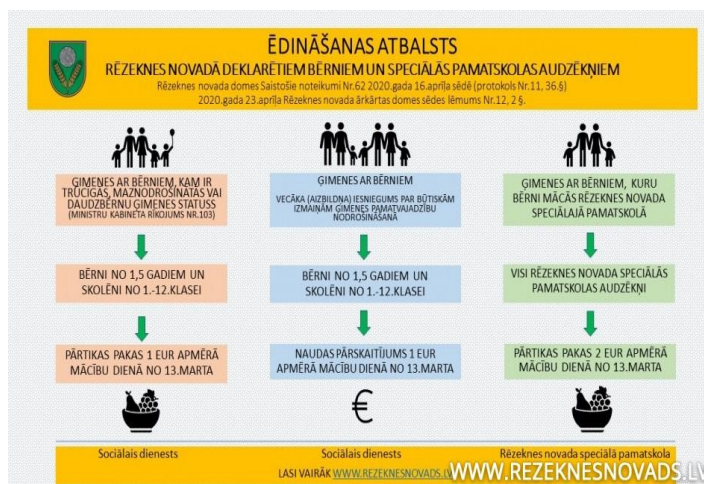 ĒDINĀŠANAS ATBALSTS
RĒZEKNES NOVADĀ DEKLARĒTIEM BĒRNIEM UN SPECIĀLĀS PAMATSKOLAS AUDZĒKŅIEM
Rēzeknes novada domes Saistošie noteikumi Nr.62 2020.gada 16.aprīļa sēdē (protokols Nr.11, 36.§)
2020.gada 23.aprīļa Rēzeknes novada ārkārtas domes sēdes lēmums Nr.12, 2 §.
ĢIMENES AR BĒRNIEM, KAM IR
TRŪCĪGAS, MAZNODROŠINĀTAS VAI
DAUDZBĒRNU ĢIMENES STATUSS
(MINISTRU KABINETA RĪKOJUMS NR.103)
BĒRNI NO 1,5 GADIEM UN
SKOLĒNI NO 1.-12.KLASEI
PĀRTIKAS PAKAS 1 EUR APMĒRĀ
MĀCĪBU DIENĀ NO 13.MARTA
Sociālais dienests
ĢIMENES AR BĒRNIEM
VECĀKA (AIZBILDNA) IESNIEGUMS PAR BŪTISKĀM
IZMAIŅĀM ĢIMENES PAMATVAJADZĪBU
NODROŠINĀŠANĀ
BĒRNI NO 1,5 GADIEM UN
SKOLĒNI NO 1.-12.KLASEI
NAUDAS PĀRSKAITĪJUMS 1 EUR
APMĒRĀ MĀCĪBU DIENĀ NO 13.MARTA
€
Sociālais dienests
ĢIMENES AR BĒRNIEM, KURU
BĒRNI MĀCĀS RĒZEKNES NOVADA
SPECIĀLAJĀ PAMATSKOLĀ
VISI RĒZEKNES NOVADA SPECIĀLĀS
PAMATSKOLAS AUDZĒKŅI
PĀRTIKAS PAKAS 2 EUR APMĒRĀ
MĀCĪBU DIENĀ NO 13.MARTA
Rēzeknes novada speciālā pamatskola
LASI VAIRĀK WWW.REZEKNESNOVADS.LV
WWW.REZEKNESNOVADS.LV